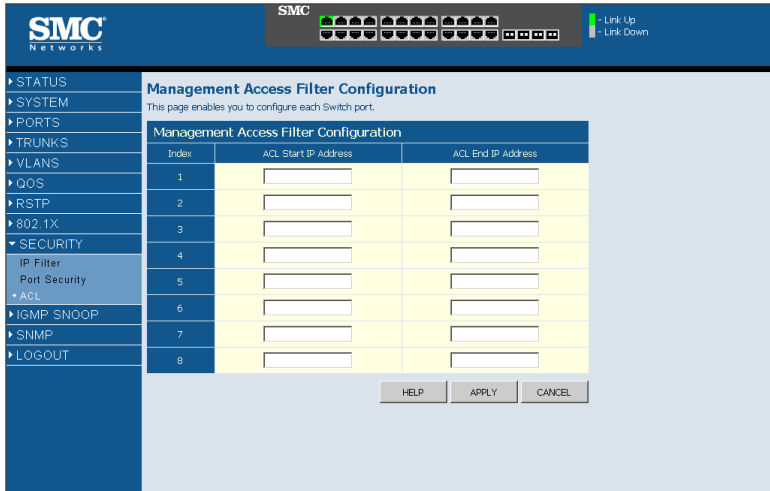 SMC
SMC®
Networks
- Link Up
- Link Down
STATUS
SYSTEM
PORTS
TRUNKS
VLANS
QOS
RSTP
802.1X
SECURITY
IP Filter
Port Security
ACL
IGMP SNOOP
SNMP
LOGOUT
Management Access Filter Configuration
This page enables you to configure each Switch port.
Management Access Filter Configuration
Index ACL Start IP Address ACL End IP Address
1
2
3
4
5
6
7
8
HELP APPLY CANCEL